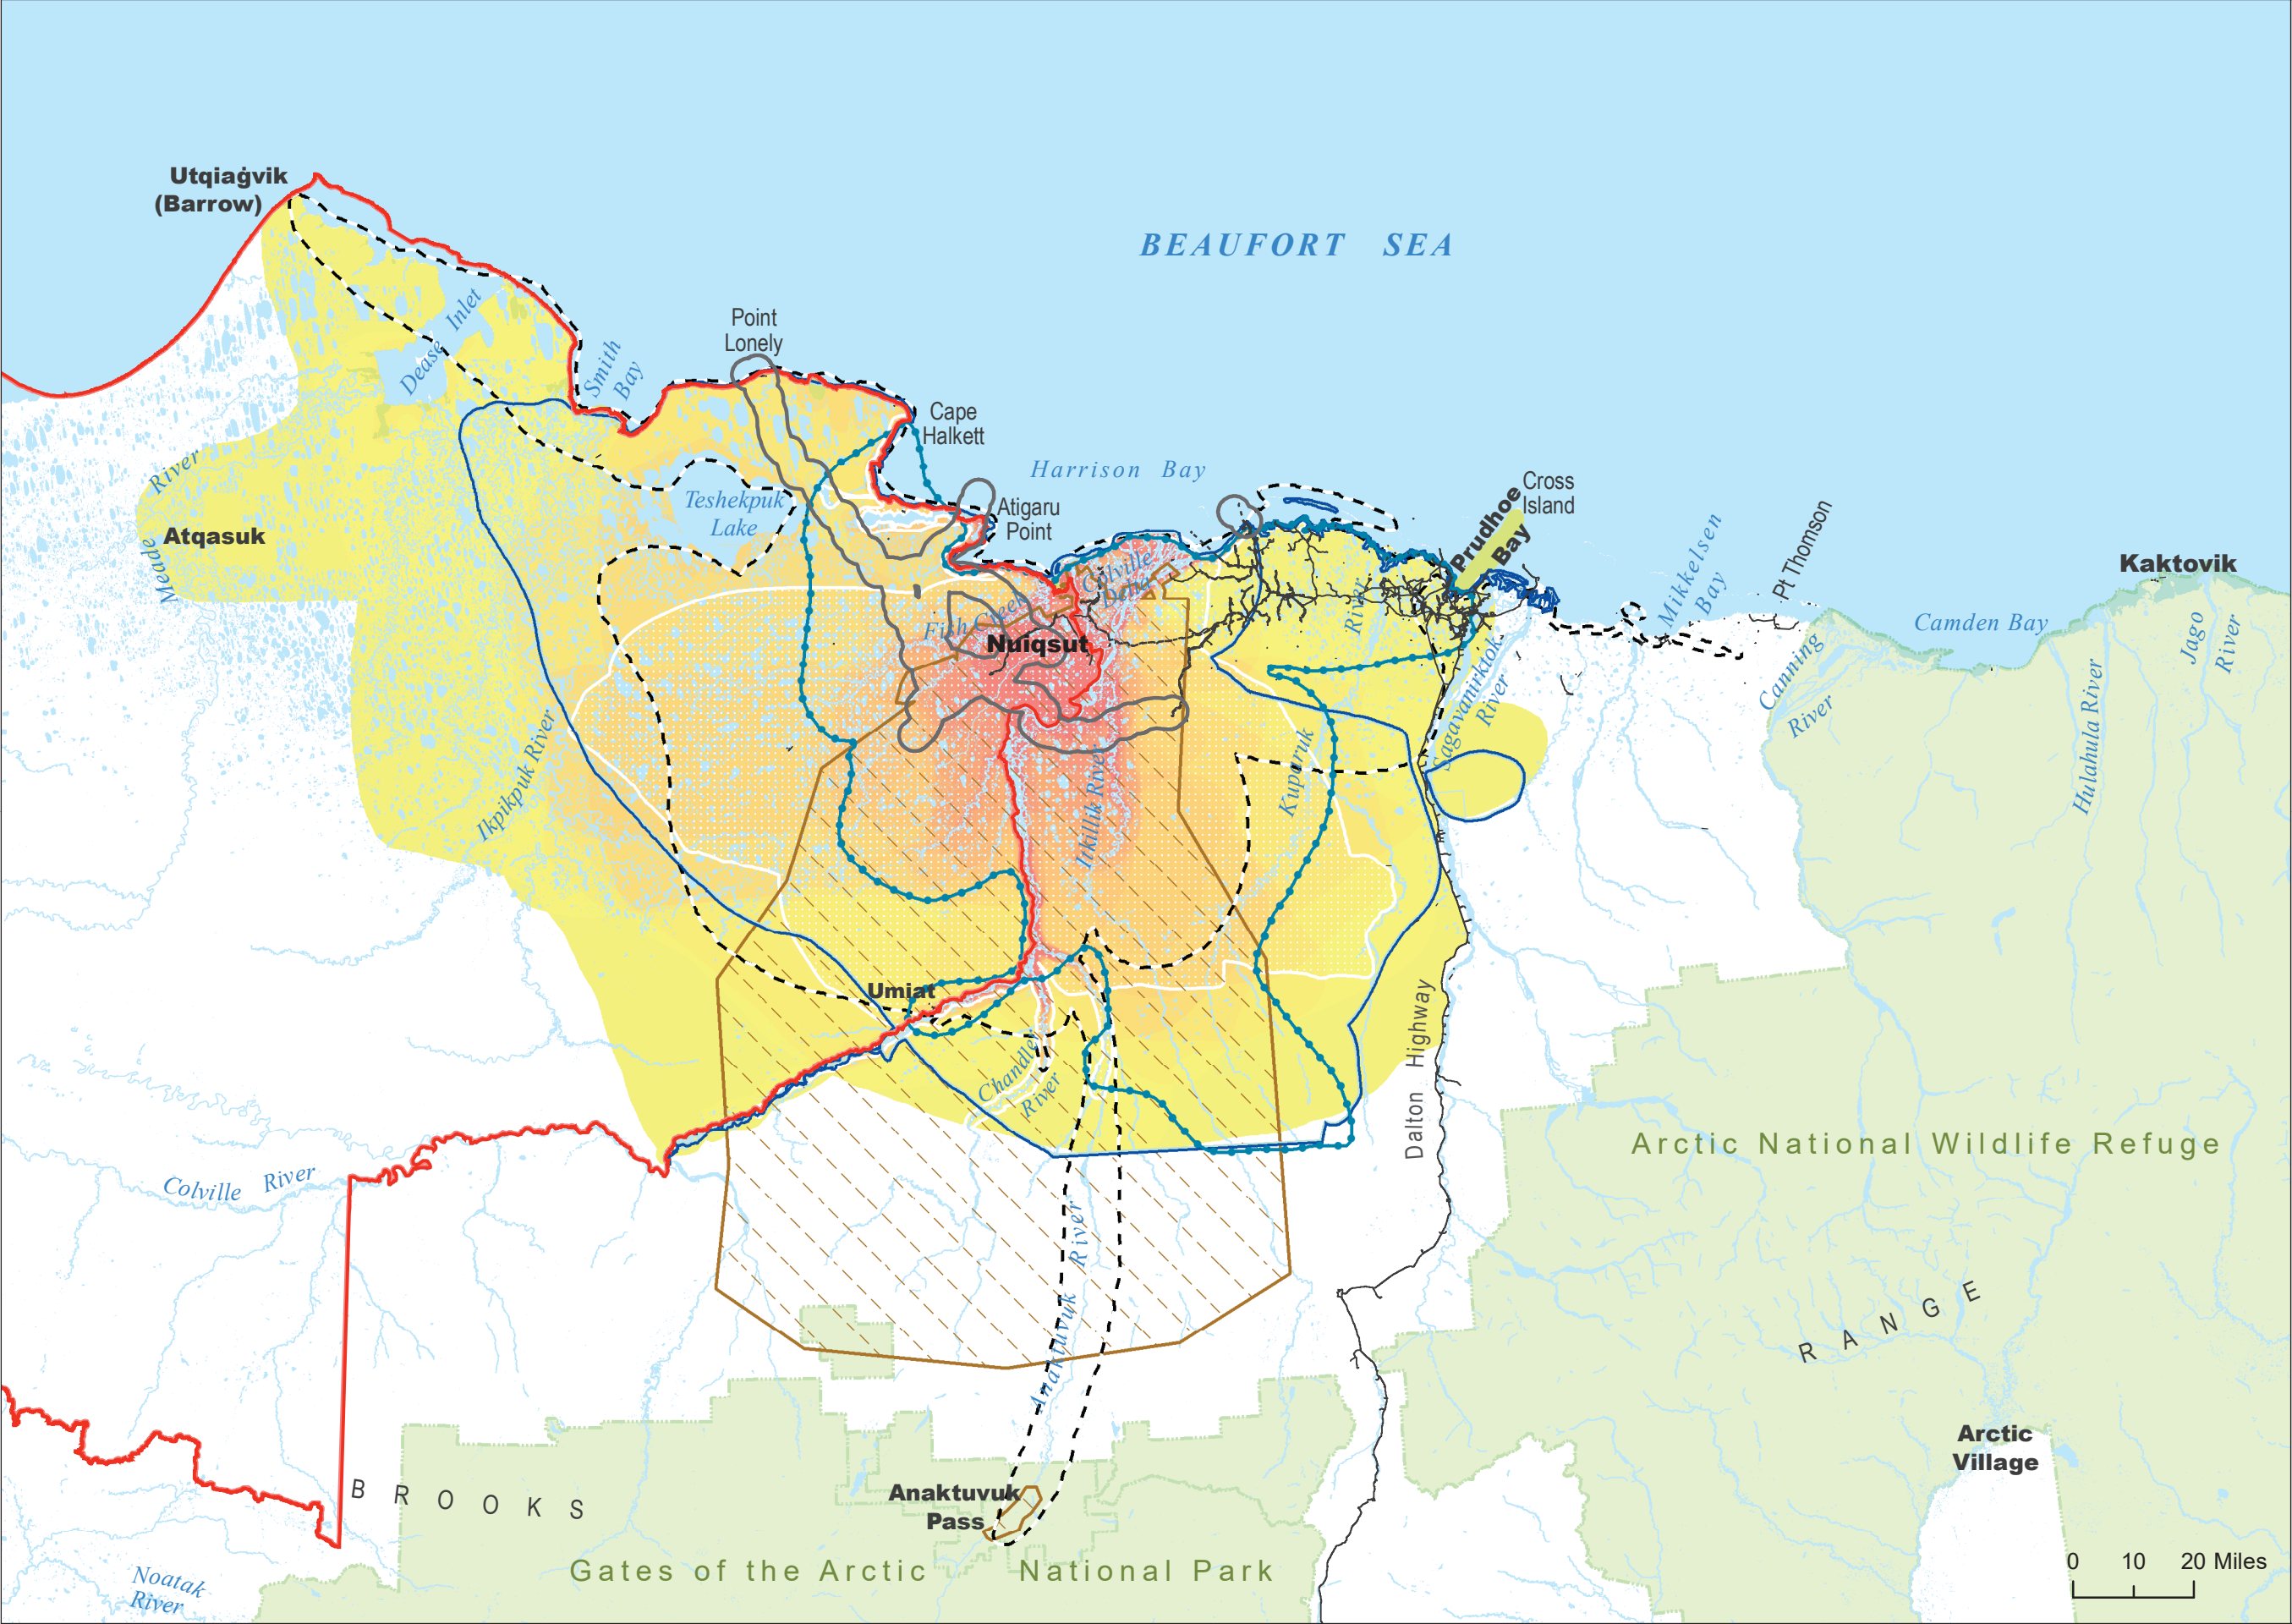 Utqiaġvik
(Barrow)
BEAUFORT SEA
Dease Inlet
Smith
Bay
Point
Lonely
Cape
Halkett
Harrison Bay
Teshekpuk
Lake
Atigaru
Point
Cross
Island
Prudhoe
Bay
Mikkelsen
Bay
Pt Thomson
Kaktovik
Camden Bay
Meade River
Atqasuk
Colville
Delta
Fish Creek
Nuiqsut
River
Sagavanirktok
River
Canning
River
Hulahula River
Jago
River
Ikpikpuk River
Itkillik River
Kuparuk
Umiat
Chandler
River
Dalton Highway
Colville River
Anaktuvuk River
Arctic National Wildlife Refuge
RANGE
BROOKS
Arctic
Village
Anaktuvuk
Pass
Gates of the Arctic National Park
Noatak
River
0 10 20 Miles